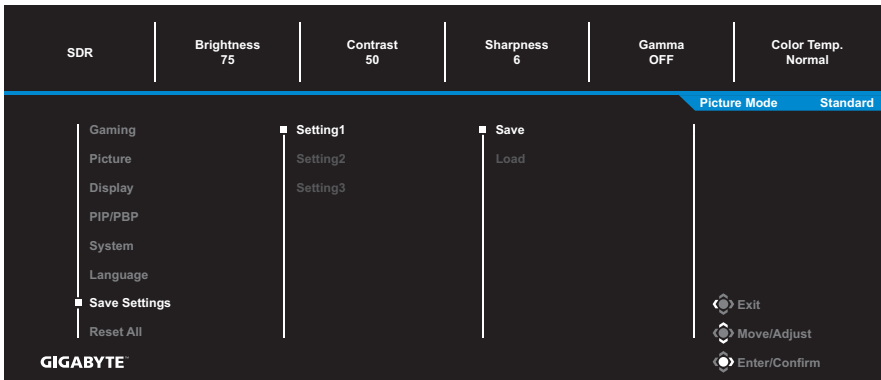 SDR
Brightness
75
Contrast
50
Sharpness
6
Gamma
OFF
Color Temp.
Normal
Picture Mode Standard
Gaming
Picture
Display
PIP/PBP
System
Language
Save Settings
Reset All
Setting1
Setting2
Setting3
Save
Load
Exit
Move/Adjust
Enter/Confirm
GIGABYTE™